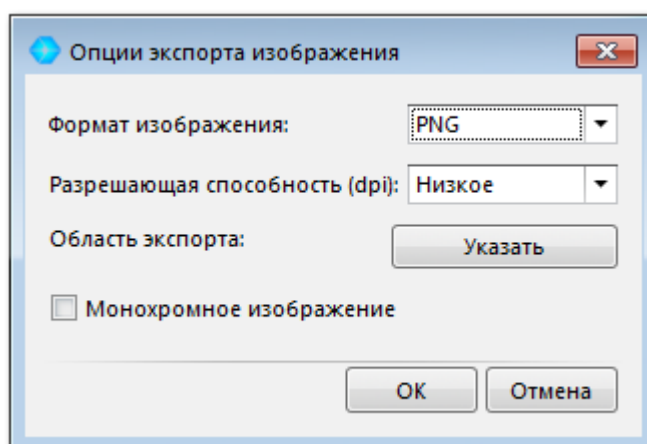 Опции экспорта изображения
Формат изображения: PNG
Разрешающая способность (dpi): Низкое
Область экспорта: Указать
Монохромное изображение
OK Отмена